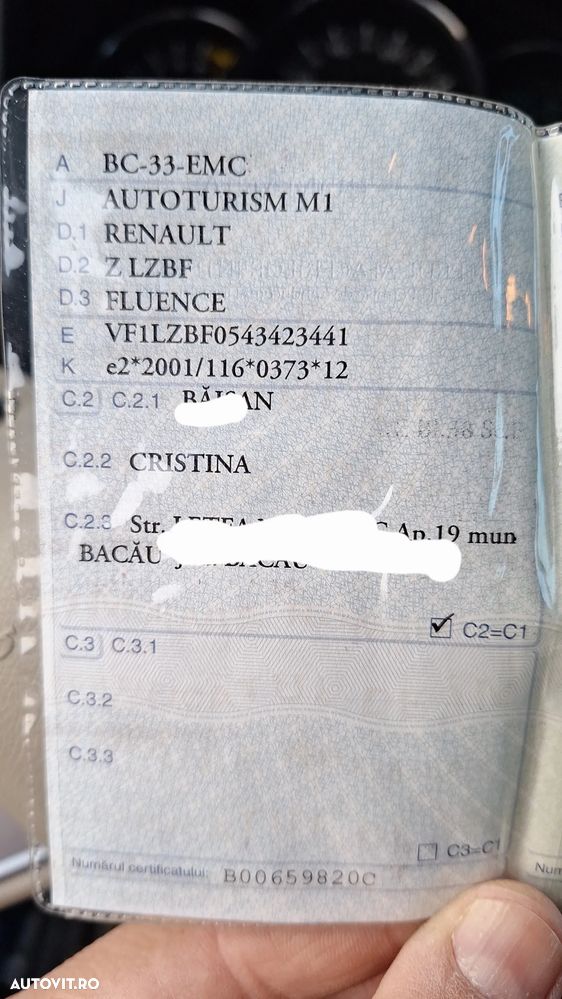 A BC-33-EMC
J AUTOTURISM M1
D.1 RENAULT
D.2 Z LZBF
D.3 FLUENCE
E VF1LZBF0543423441
K e2*2001/116*0373*12
C.2 C.2.1
C.2.2 CRISTINA
C.2.3 Str. Ap.19 mun
BACĂU
C2=C1
C.3 C.3.1
C.3.2
C.3.3
C3=C1
Numărul certificatului: B00659820C
Num
AUTOVIT.RO